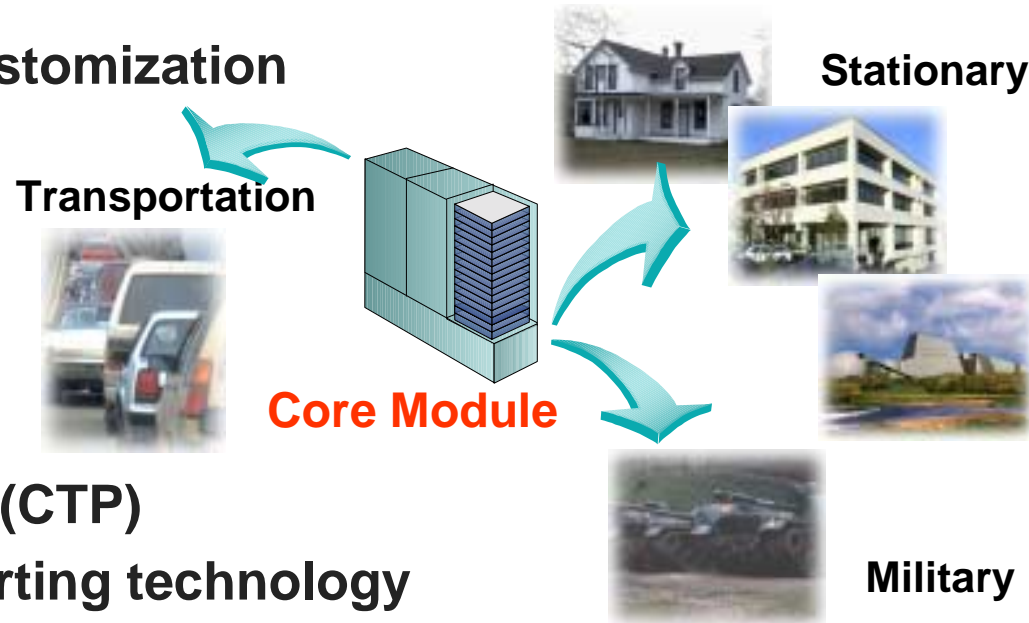 stomization
Stationary
Transportation
Core Module
(CTP)
rting technology
Military